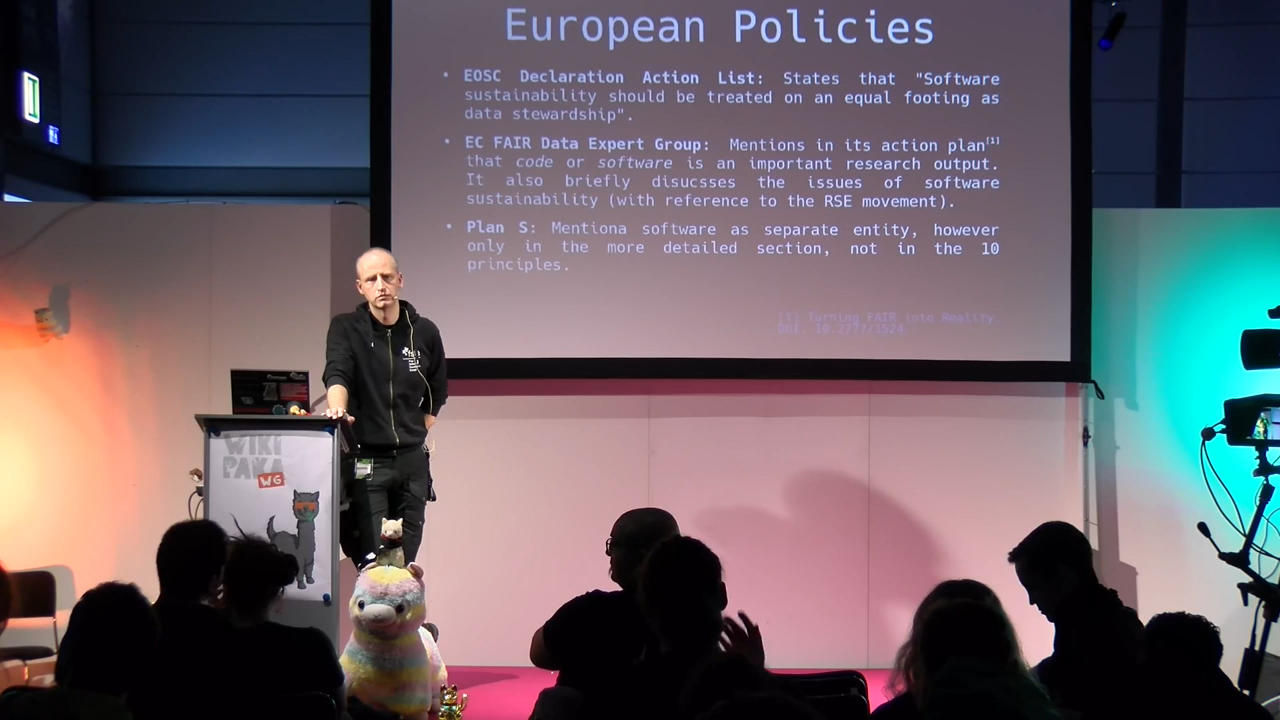 European Policies
• EOSC Declaration Action List: States that "Software
sustainability should be treated on an equal footing as
data stewardship".
• EC FAIR Data Expert Group: Mentions in its action plan[1]
that code or software is an important research output.
It also briefly disucsses the issues of software
sustainability (with reference to the RSE movement).
• Plan S: Mentiona software as separate entity, however
only in the more detailed section, not in the 10
principles.
[1] Turning FAIR into Reality.
DOI. 10.2777/1524
WIKI
PAKA
WG